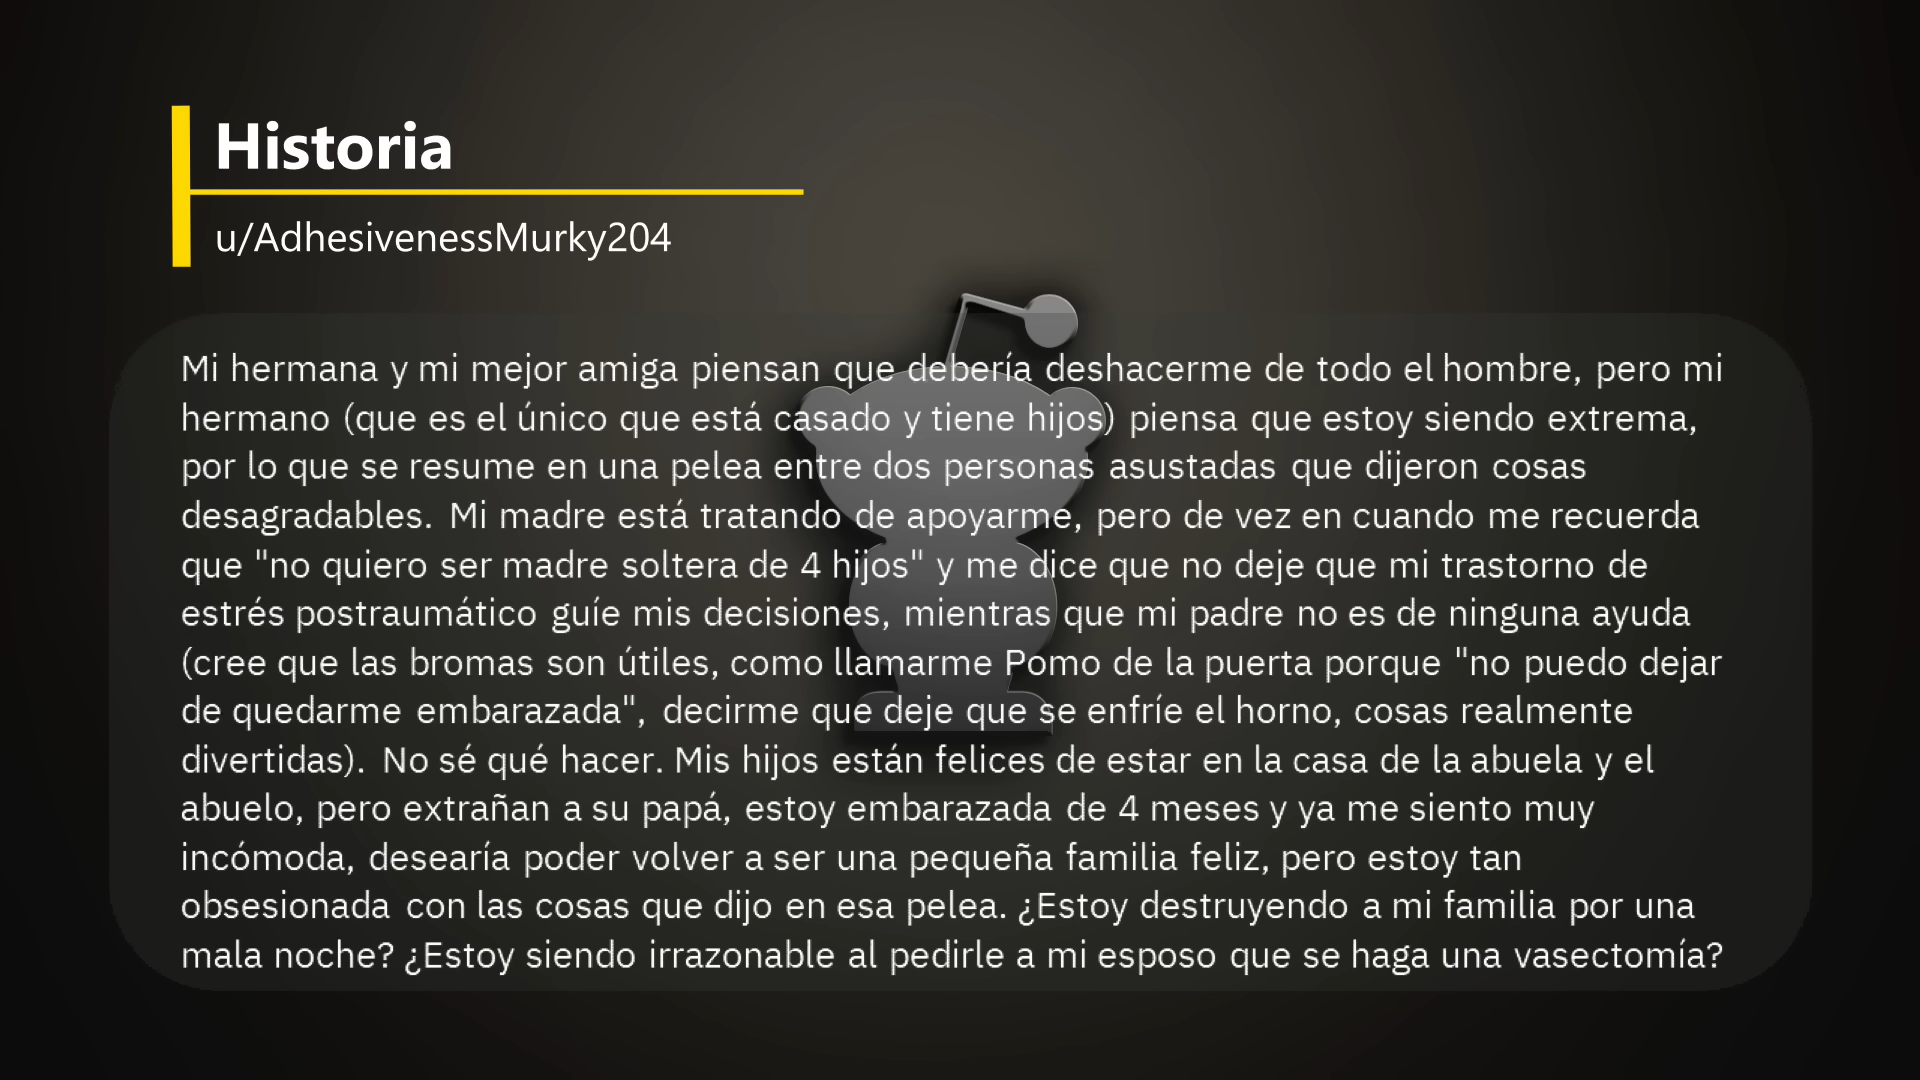 Historia
u/AdhesivenessMurky204
Mi hermana y mi mejor amiga piensan que debería deshacerme de todo el hombre, pero mi
hermano (que es el único que está casado y tiene hijos) piensa que estoy siendo extrema,
por lo que se resume en una pelea entre dos personas asustadas que dijeron cosas
desagradables. Mi madre está tratando de apoyarme, pero de vez en cuando me recuerda
que "no quiero ser madre soltera de 4 hijos" y me dice que no deje que mi trastorno de
estrés postraumático guíe mis decisiones, mientras que mi padre no es de ninguna ayuda
(cree que las bromas son útiles, como llamarme Pomo de la puerta porque "no puedo dejar
de quedarme embarazada", decirme que deje que se enfríe el horno, cosas realmente
divertidas). No sé qué hacer. Mis hijos están felices de estar en la casa de la abuela y el
abuelo, pero extrañan a su papá, estoy embarazada de 4 meses y ya me siento muy
incómoda, desearía poder volver a ser una pequeña familia feliz, pero estoy tan
obsesionada con las cosas que dijo en esa pelea. ¿Estoy destruyendo a mi familia por una
mala noche? ¿Estoy siendo irrazonable al pedirle a mi esposo que se haga una vasectomía?